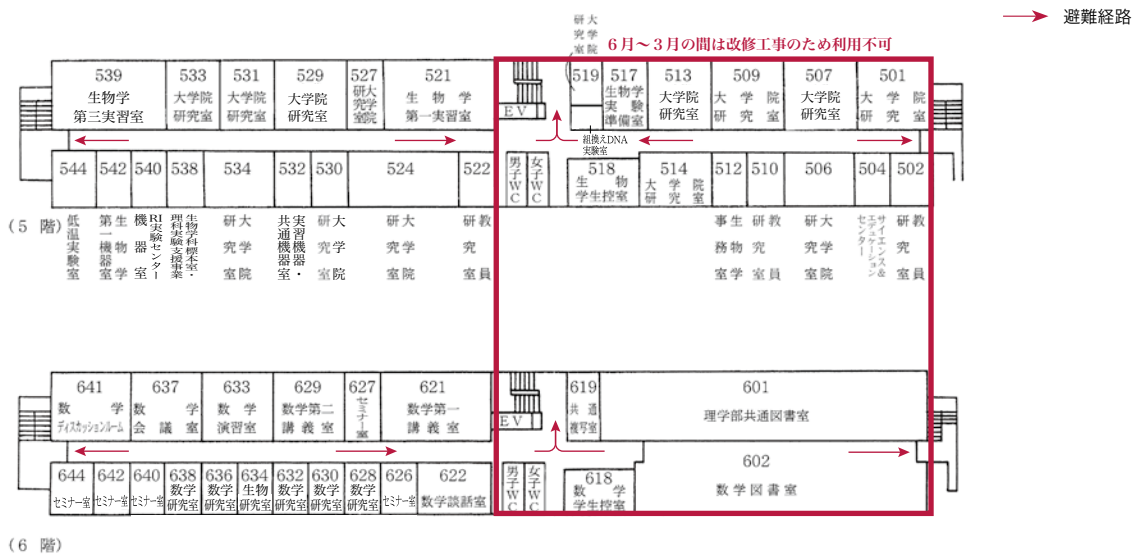 避難経路
6月〜3月の間は改修工事のため利用不可
539
生物学
第三実習室
533
大学院
研究室
531
大学院
研究室
529
大学院
研究室
527
大学院
研究室
521
生物学
第一実習室
EV
519
大学院
研究室
517
生物学
実験
準備室
513
大学院
研究室
509
大学院
研究室
507
大学院
研究室
501
大学院
研究室
組換えDNA
実験室
544
542
540
538
534
532
530
524
522
男子WC
女子WC
518
生物
学生控室
514
大学院
研究室
512
510
506
504
502
(5 階)
低温実験室
生物学
第一機器室
RI実験センター
機器室
生物学科標本室・
理科実験支援事業
大学院
研究室
実習機器・
共通機器室
大学院
研究室
大学院
研究室
教員
研究室
生物学
事務室
教員
研究室
大学院
研究室
サイエンス&
エデュケーション
センター
教員
研究室
641
数学
ディスカッションルーム
637
数学
会議室
633
数学
演習室
629
数学第二
講義室
627
セミナー室
621
数学第一
講義室
EV
619
共通
複写室
601
理学部共通図書室
644
セミナー室
642
セミナー室
640
セミナー室
638
数学
研究室
636
数学
研究室
634
生物
研究室
632
数学
研究室
630
数学
研究室
628
数学
研究室
626
セミナー室
622
数学談話室
男子WC
女子WC
618
数学
学生控室
602
数学図書室
(6 階)